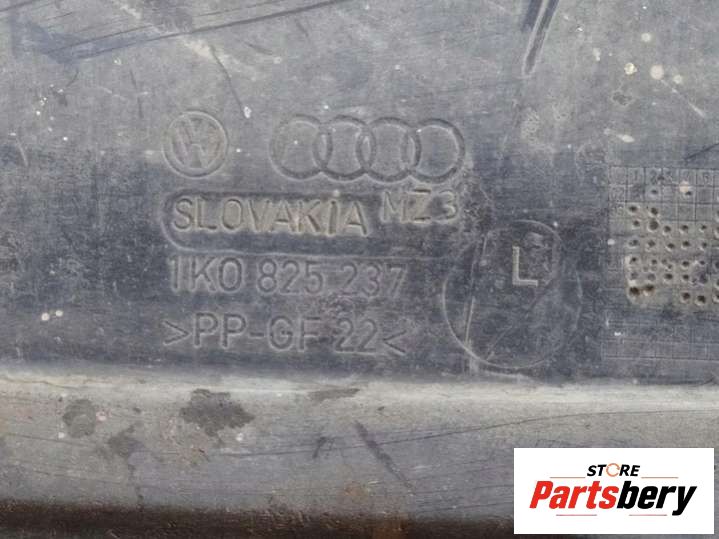 SLOVAKIA MZ3
1K0 825 237
>PP-GF 22<
L
STORE
Partsbery